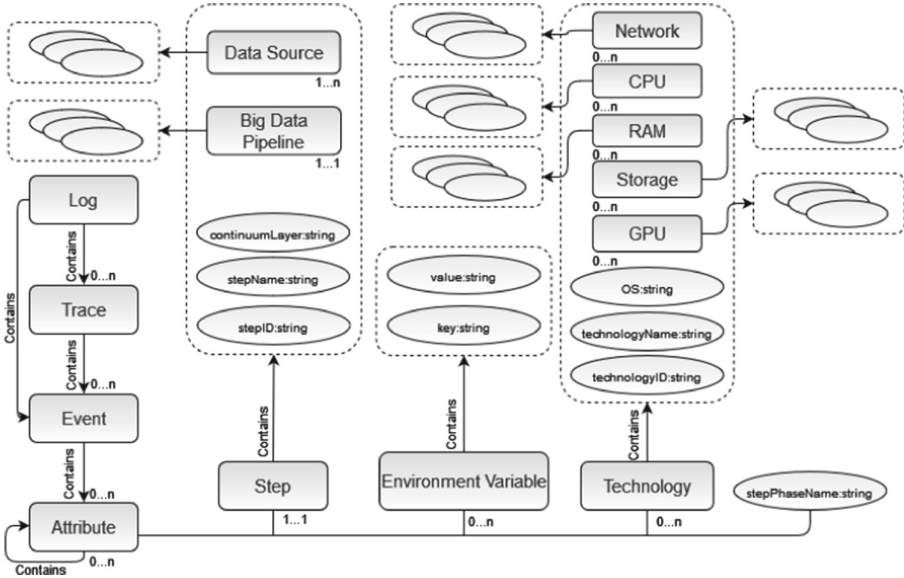 Data Source
1...n
Big Data
Pipeline
1...1
continuumLayer:string
stepName:string
stepID:string
Contains
Step
1...1
Log
Contains
0...n
Contains
Trace
Contains
0...n
Event
Contains
0...n
Attribute
0...n
Contains
value:string
key:string
Contains
Environment Variable
0...n
Network
0...n
CPU
0...n
RAM
0...n
Storage
0...n
GPU
0...n
OS:string
technologyName:string
technologyID:string
Contains
Technology
0...n
stepPhaseName:string